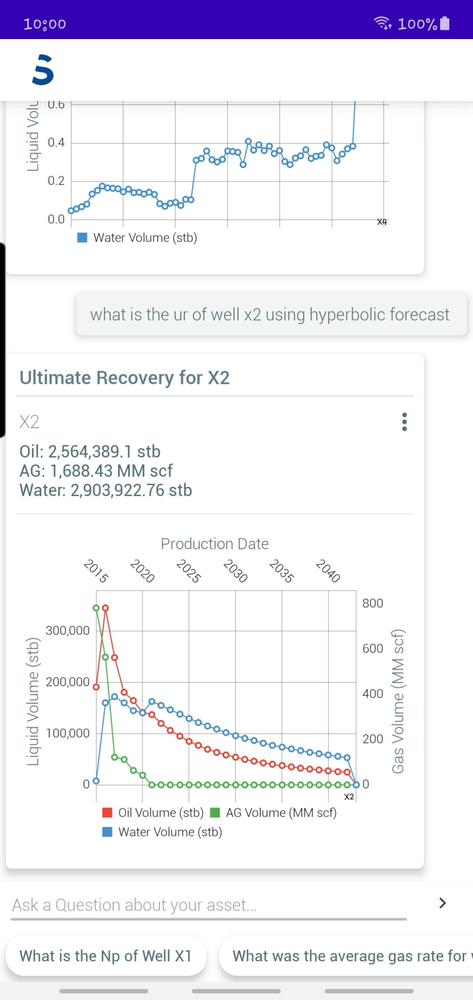 10:00
100%
S
Liquid Volu
0.6
0.4
0.2
0.0
X4
Water Volume (stb)
what is the ur of well x2 using hyperbolic forecast
Ultimate Recovery for X2
X2
Oil: 2,564,389.1 stb
AG: 1,688.43 MM scf
Water: 2,903,922.76 stb
Production Date
2015 2020 2025 2030 2035 2040
Liquid Volume (stb)
300,000
200,000
100,000
0
800
600
400
200
0
Gas Volume (MM scf)
X2
Oil Volume (stb) AG Volume (MM scf)
Water Volume (stb)
Ask a Question about your asset...
What is the Np of Well X1
What was the average gas rate for